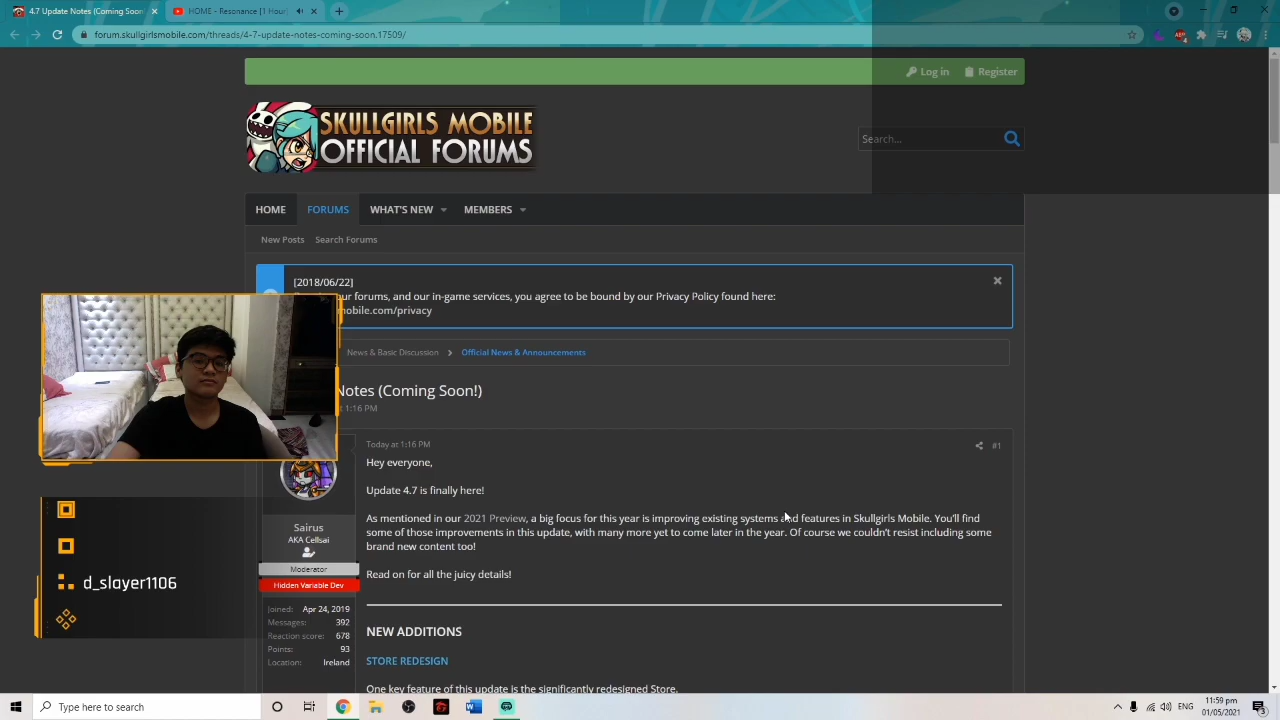 4.7 Update Notes (Coming Soon!
HOME - Resonance [1 Hour]
forum.skullgirlsmobile.com/threads/4-7-update-notes-coming-soon.17509/
Log in
Register
SKULLGIRLS MOBILE
OFFICIAL FORUMS
Search...
HOME
FORUMS
WHAT'S NEW
MEMBERS
New Posts
Search Forums
[2018/06/22]
our forums, and our in-game services, you agree to be bound by our Privacy Policy found here:
mobile.com/privacy
News & Basic Discussion
Official News & Announcements
Notes (Coming Soon!)
at 1:16 PM
Today at 1:16 PM
#1
Hey everyone,
Update 4.7 is finally here!
As mentioned in our 2021 Preview, a big focus for this year is improving existing systems and features in Skullgirls Mobile. You'll find
some of those improvements in this update, with many more yet to come later in the year. Of course we couldn't resist including some
brand new content too!
Read on for all the juicy details!
Sairus
AKA Cellsai
Moderator
Hidden Variable Dev
Joined: Apr 24, 2019
Messages: 392
Reaction score: 678
Points: 93
Location: Ireland
NEW ADDITIONS
STORE REDESIGN
One key feature of this update is the significantly redesigned Store.
d_slayer1106
Type here to search
ENG
11:59 pm
01/05/2021
3